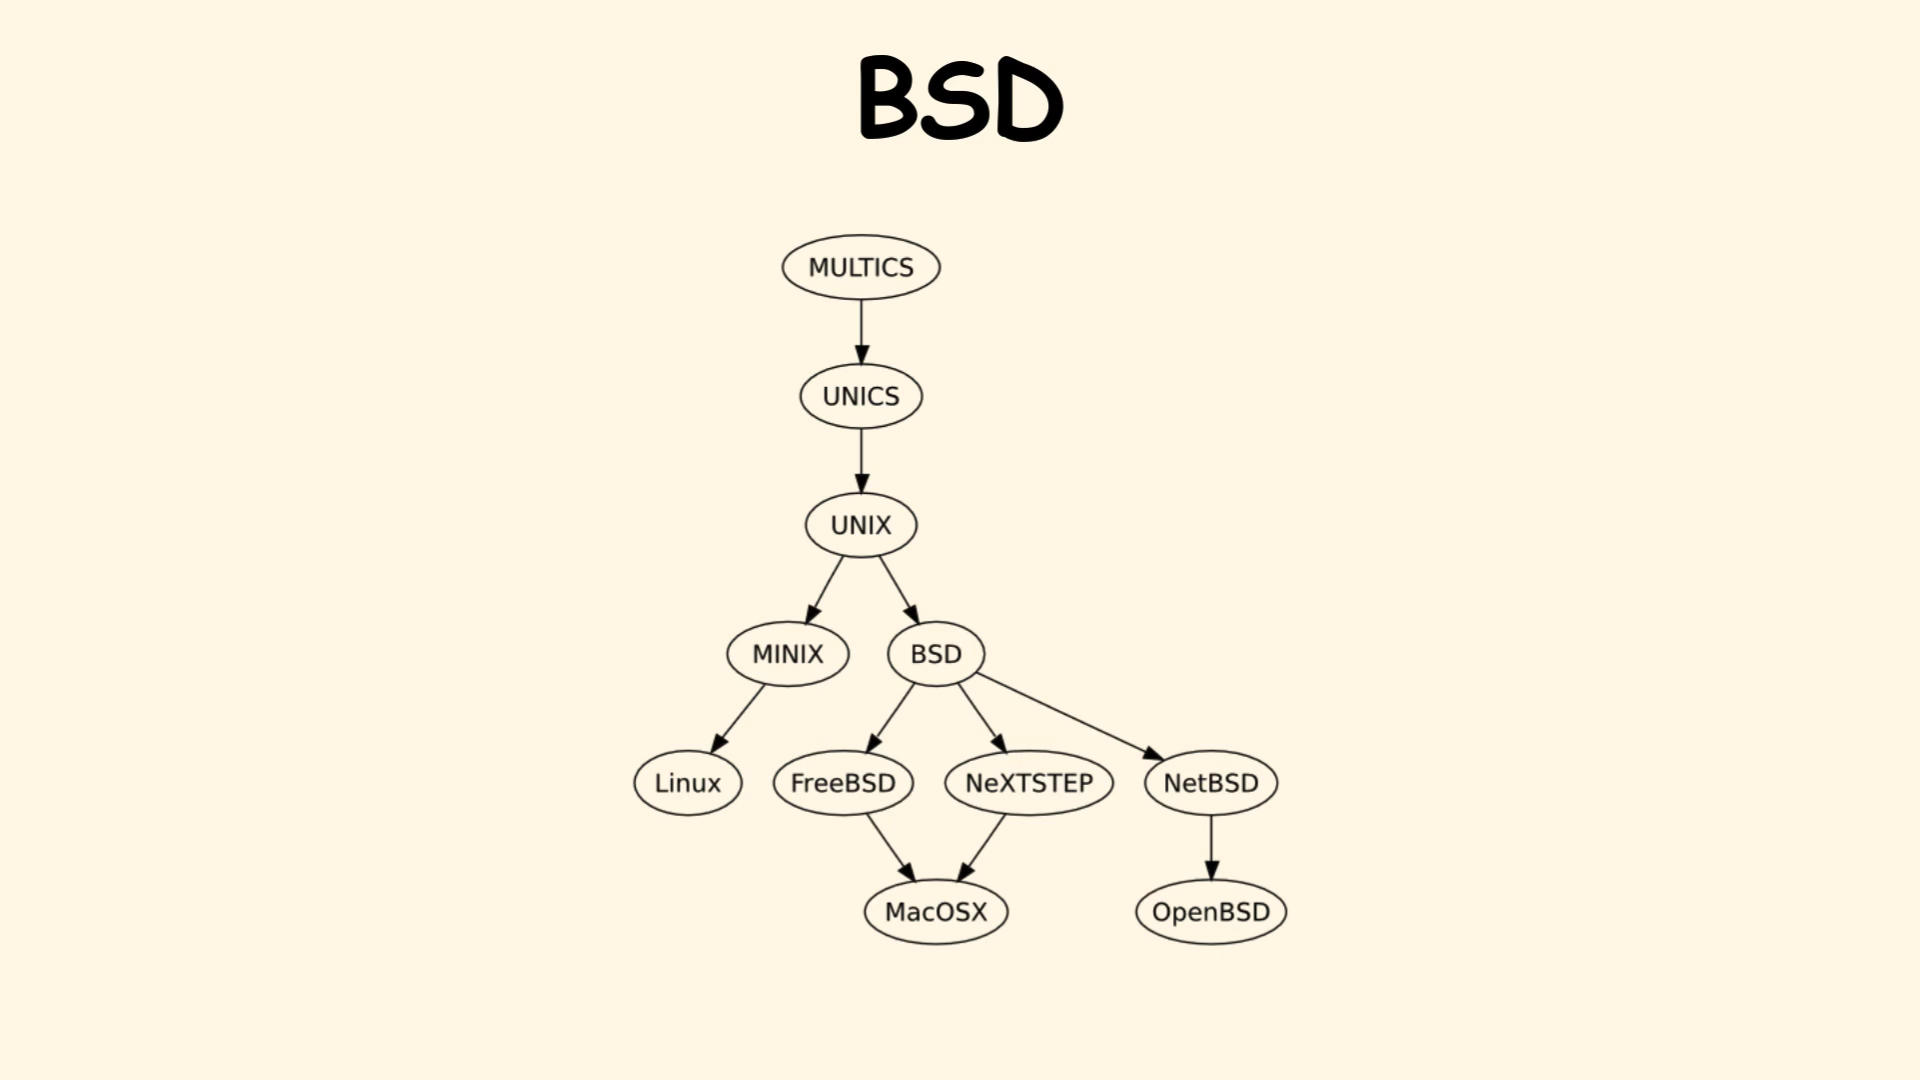 BSD
MULTICS
UNICS
UNIX
MINIX BSD
Linux FreeBSD NeXTSTEP NetBSD
MacOSX OpenBSD